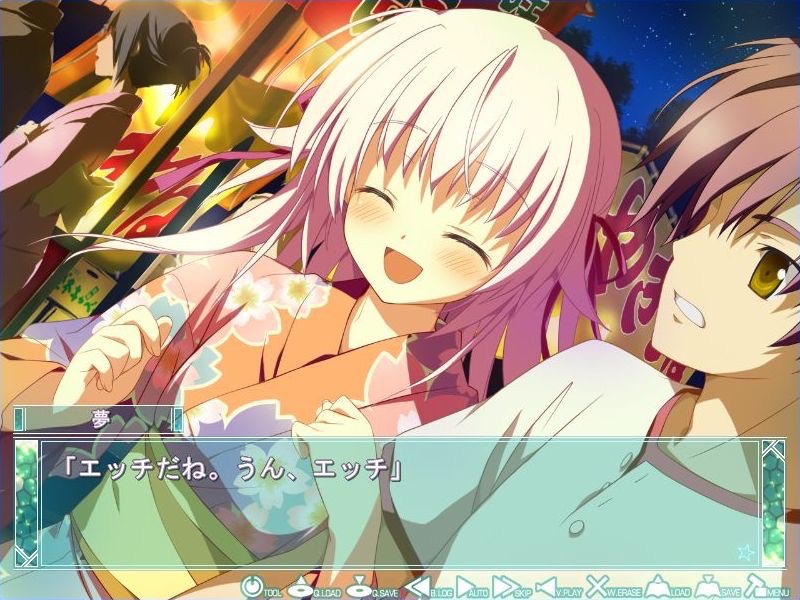 夢
「エッチだね。うん、エッチ」
TOOL Q.LOAD Q.SAVE B.LOG AUTO SKIP V.PLAY W.ERASE LOAD SAVE MENU